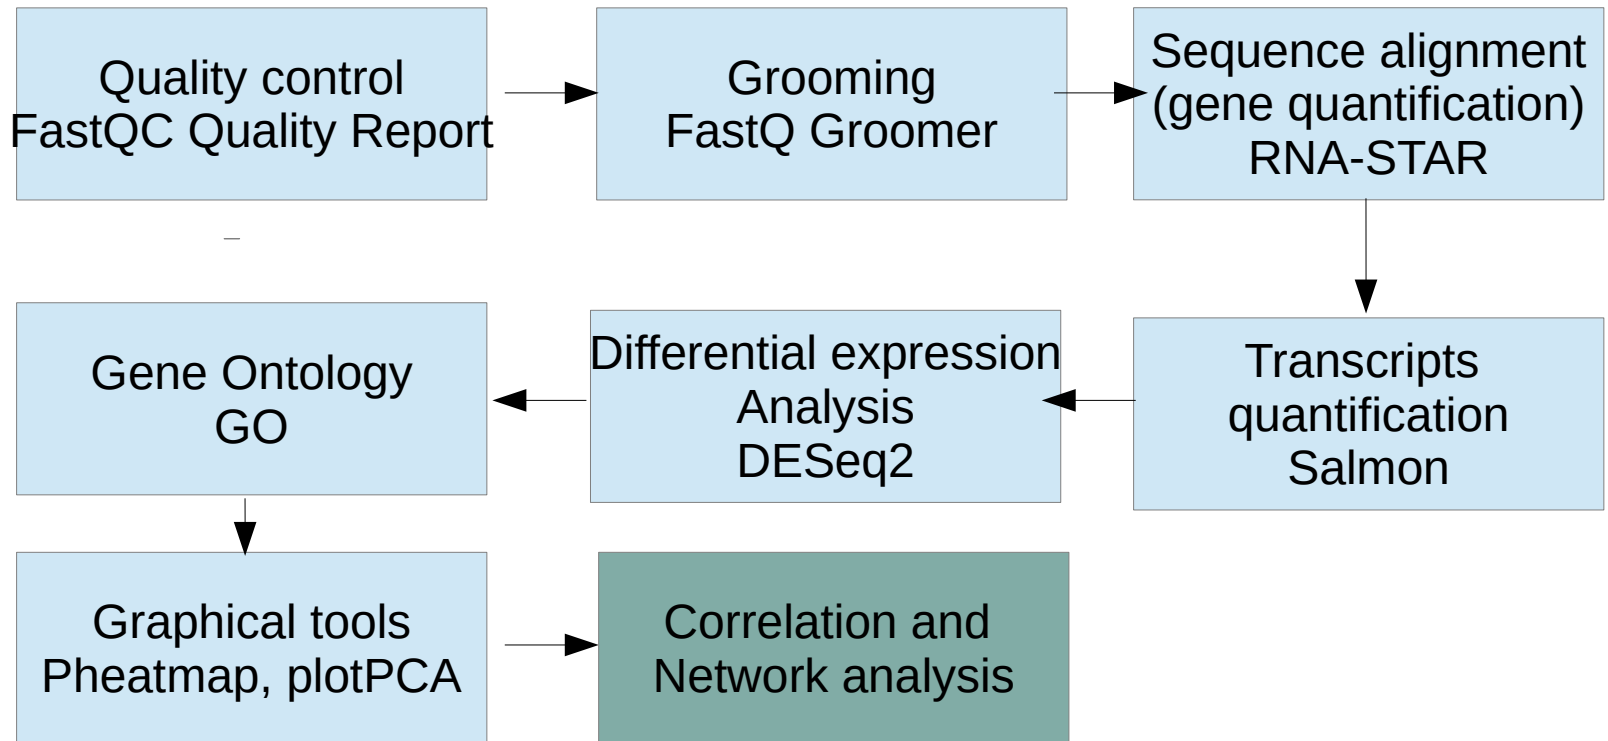 Quality control
FastQC Quality Report
Grooming
FastQ Groomer
Sequence alignment
(gene quantification)
RNA-STAR
Transcripts
quantification
Salmon
Differential expression
Analysis
DESeq2
Gene Ontology
GO
Graphical tools
Pheatmap, plotPCA
Correlation and
Network analysis